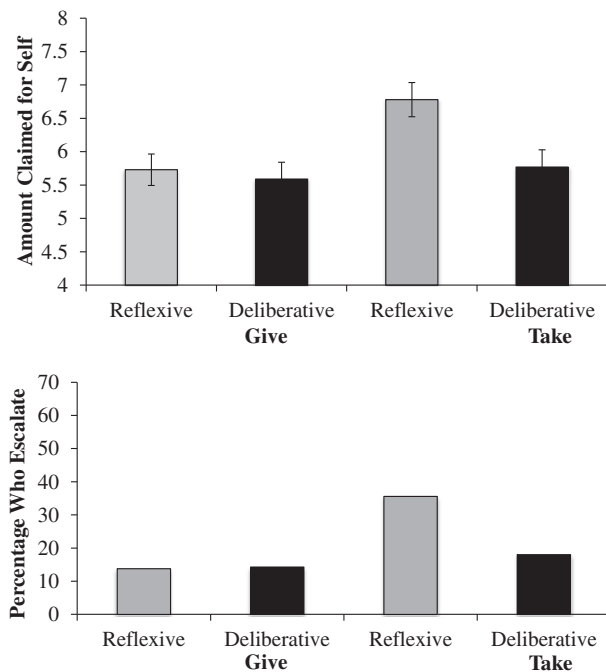 Amount Claimed for Self
8
7.5
7
6.5
6
5.5
5
4.5
4
Reflexive Deliberative Reflexive Deliberative
Give Take
Percentage Who Escalate
70
60
50
40
30
20
10
0
Reflexive Deliberative Reflexive Deliberative
Give Take